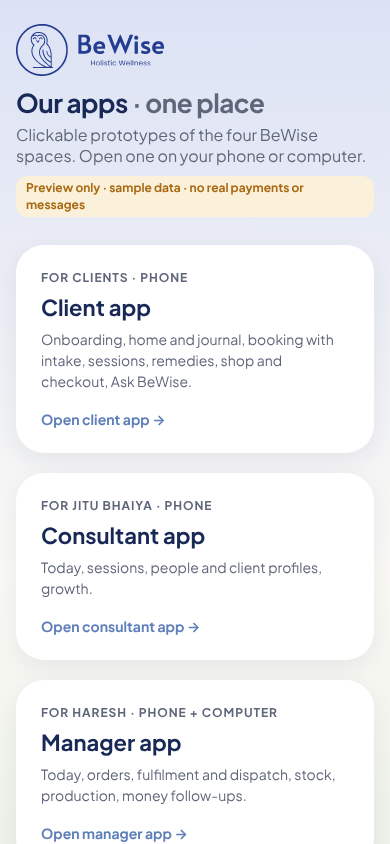 BeWise
Holistic Wellness
Our apps · one place
Clickable prototypes of the four BeWise
spaces. Open one on your phone or computer.
Preview only · sample data · no real payments or
messages
FOR CLIENTS · PHONE
Client app
Onboarding, home and journal, booking with
intake, sessions, remedies, shop and
checkout, Ask BeWise.
Open client app →
FOR JITU BHAIYA · PHONE
Consultant app
Today, sessions, people and client profiles,
growth.
Open consultant app →
FOR HARESH · PHONE + COMPUTER
Manager app
Today, orders, fulfilment and dispatch, stock,
production, money follow-ups.
Open manager app →